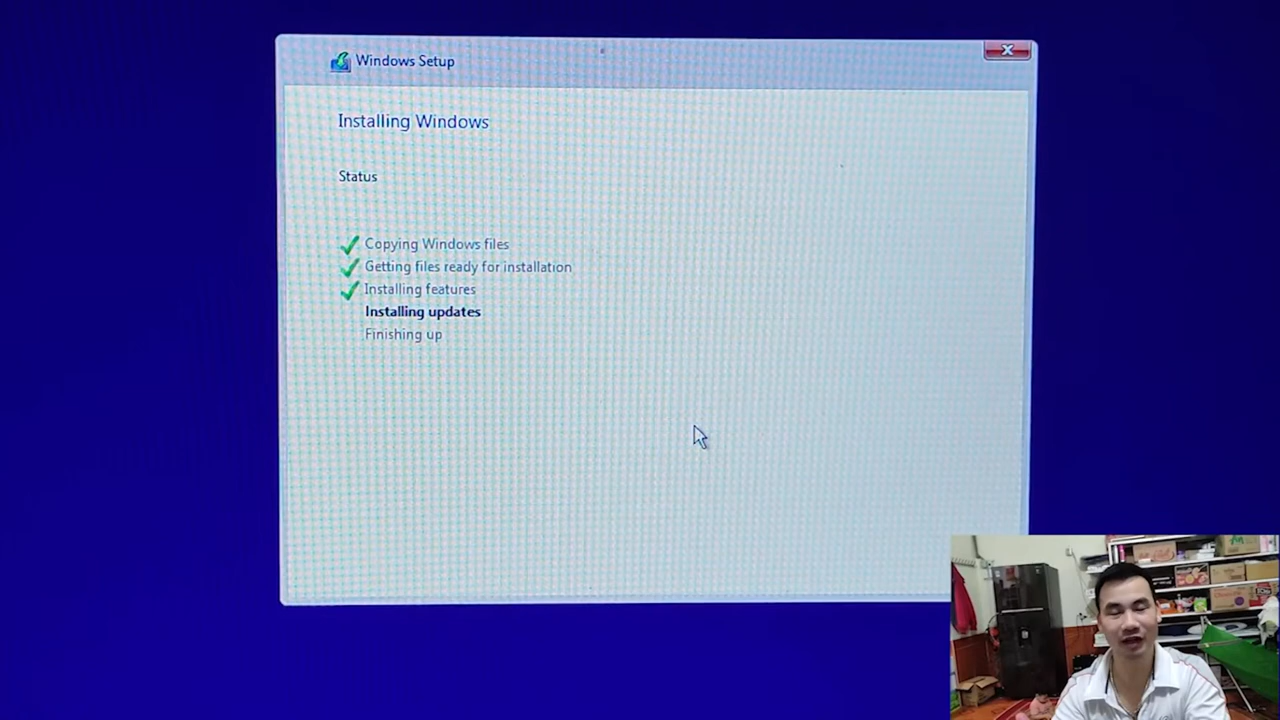 Windows Setup
Installing Windows
Status
Copying Windows files
Getting files ready for installation
Installing features
Installing updates
Finishing up